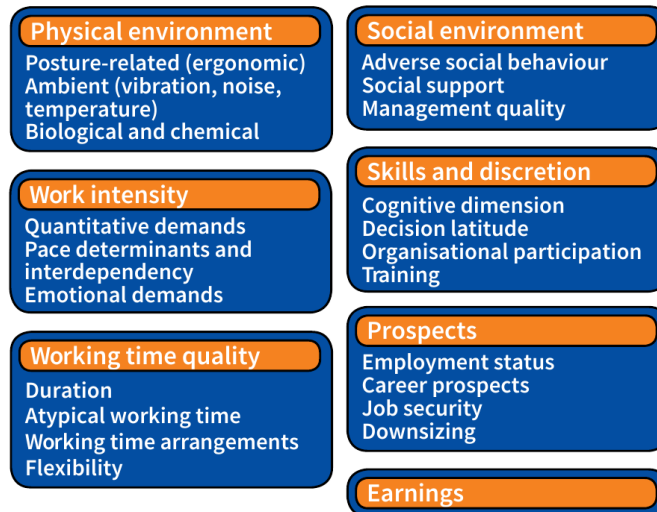 Physical environment
Posture-related (ergonomic)
Ambient (vibration, noise,
temperature)
Biological and chemical
Work intensity
Quantitative demands
Pace determinants and
interdependency
Emotional demands
Working time quality
Duration
Atypical working time
Working time arrangements
Flexibility
Social environment
Adverse social behaviour
Social support
Management quality
Skills and discretion
Cognitive dimension
Decision latitude
Organisational participation
Training
Prospects
Employment status
Career prospects
Job security
Downsizing
Earnings